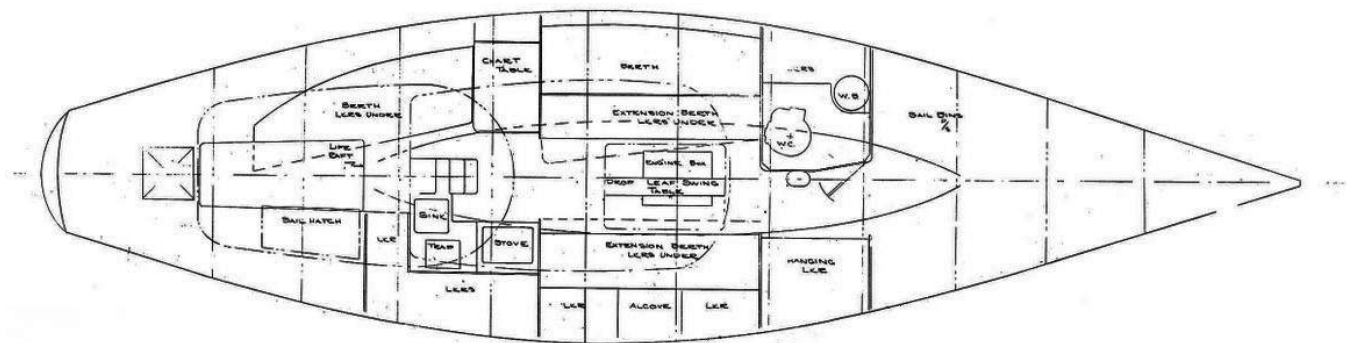 CHART
TABLE
BERTH
LKRS
W.B.
BERTH
LKRS UNDER
EXTENSION BERTH
LKRS UNDER
SAIL BINS
P/S
LIFE
RAFT
W.C.
ENGINE BOX
DROP LEAF SWING
TABLE
SAIL HATCH
LKR
SINK
TRAP
STOVE
EXTENSION BERTH
LKRS UNDER
HANGING
LKR
LKRS
LKR
ALCOVE
LKR